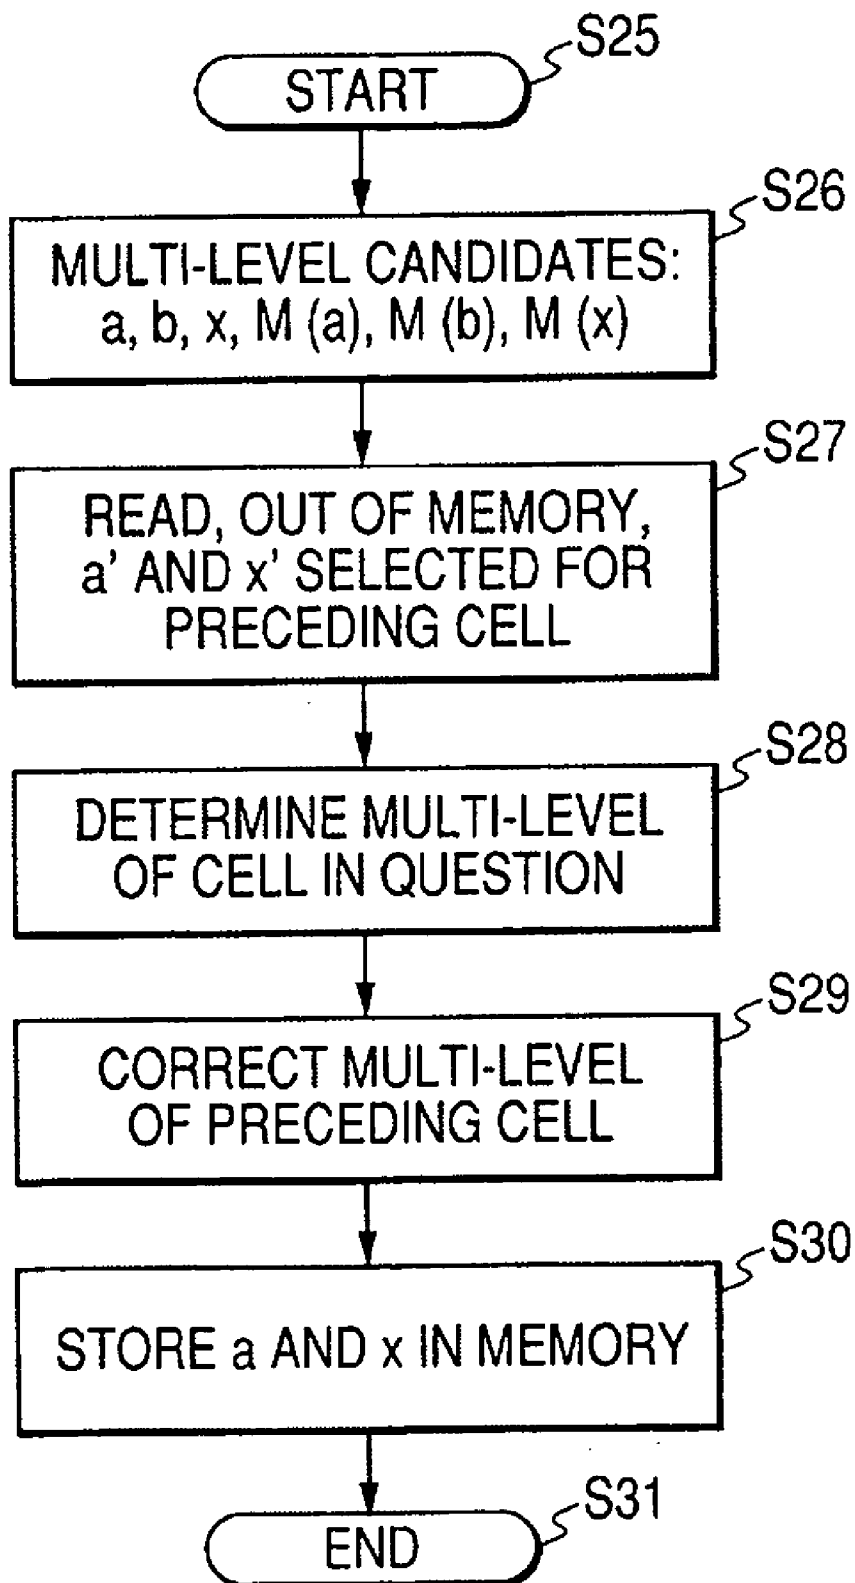 S25
START
S26
MULTI-LEVEL CANDIDATES:
a, b, x, M (a), M (b), M (x)
S27
READ, OUT OF MEMORY,
a' AND x' SELECTED FOR
PRECEDING CELL
S28
DETERMINE MULTI-LEVEL
OF CELL IN QUESTION
S29
CORRECT MULTI-LEVEL
OF PRECEDING CELL
S30
STORE a AND x IN MEMORY
S31
END